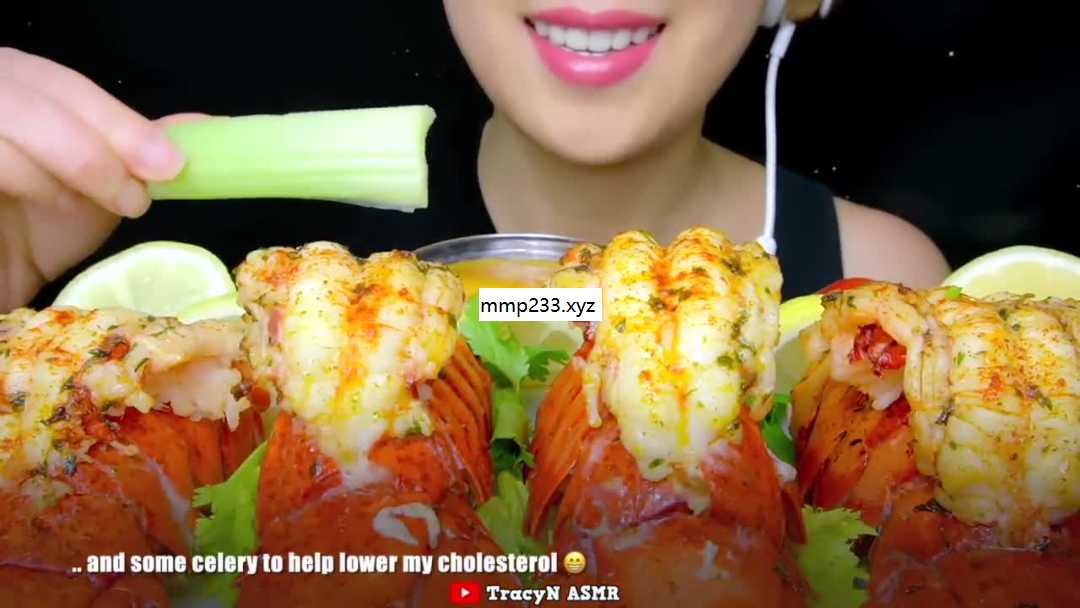 mmp233.xyz
.. and some celery to help lower my cholesterol 😁
TracyN ASMR